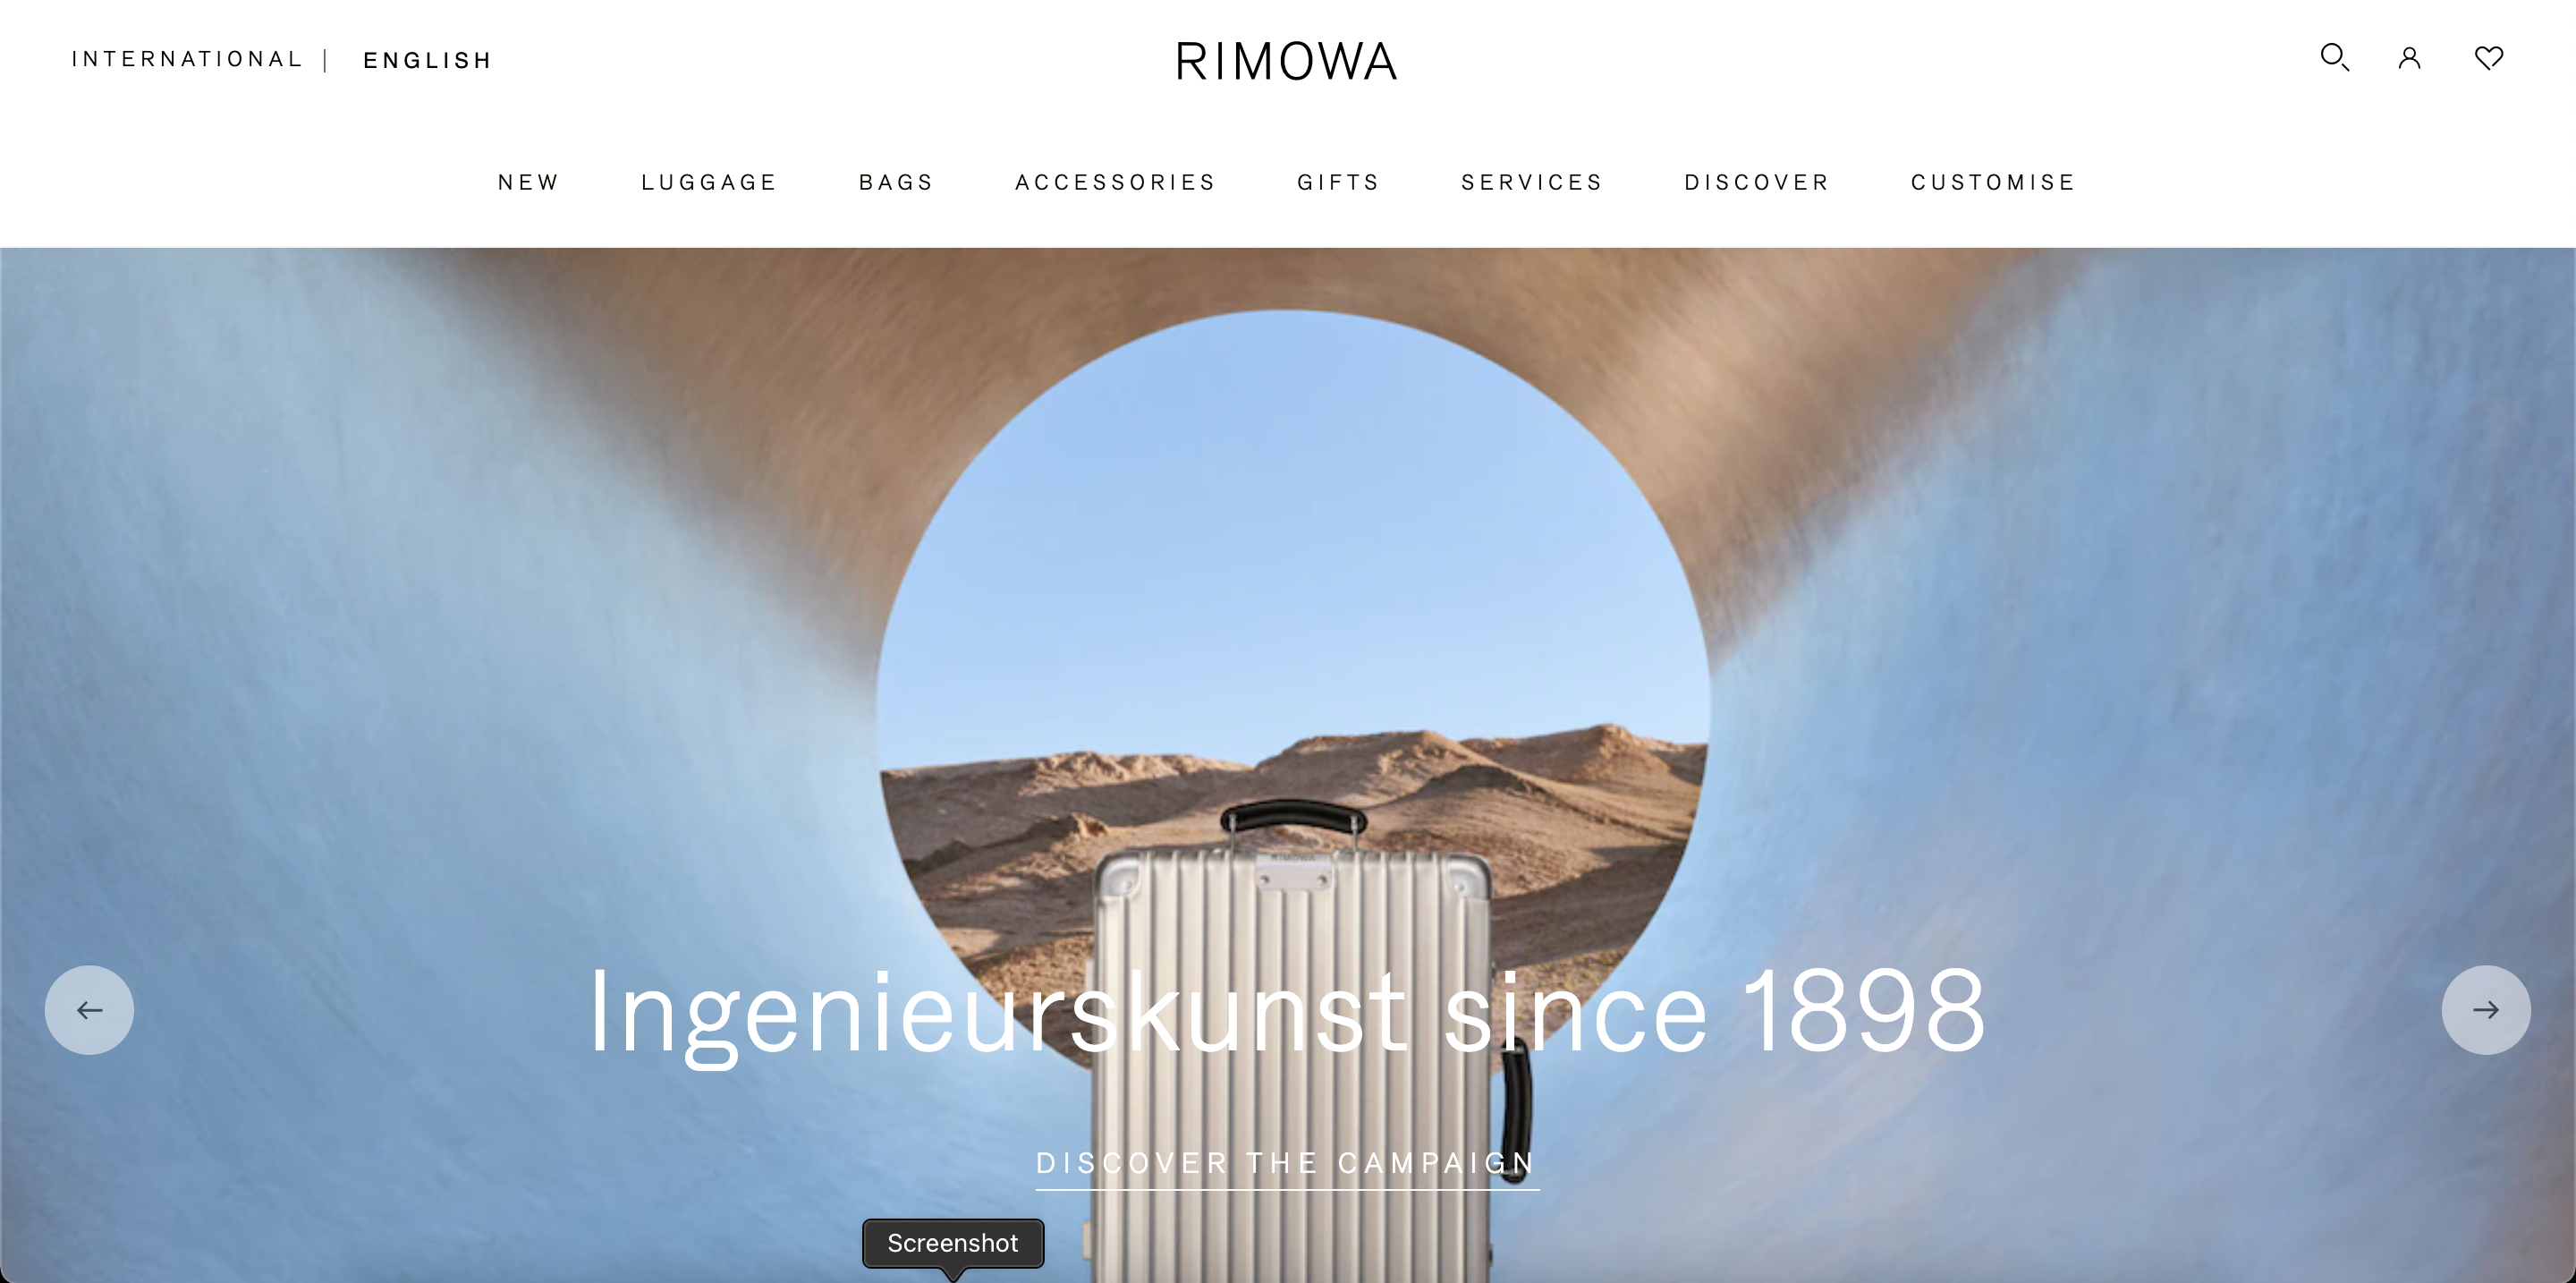 INTERNATIONAL | ENGLISH
RIMOWA
NEW LUGGAGE BAGS ACCESSORIES GIFTS SERVICES DISCOVER CUSTOMISE
RIMOWA
Ingenieurskunst since 1898
DISCOVER THE CAMPAIGN
Screenshot